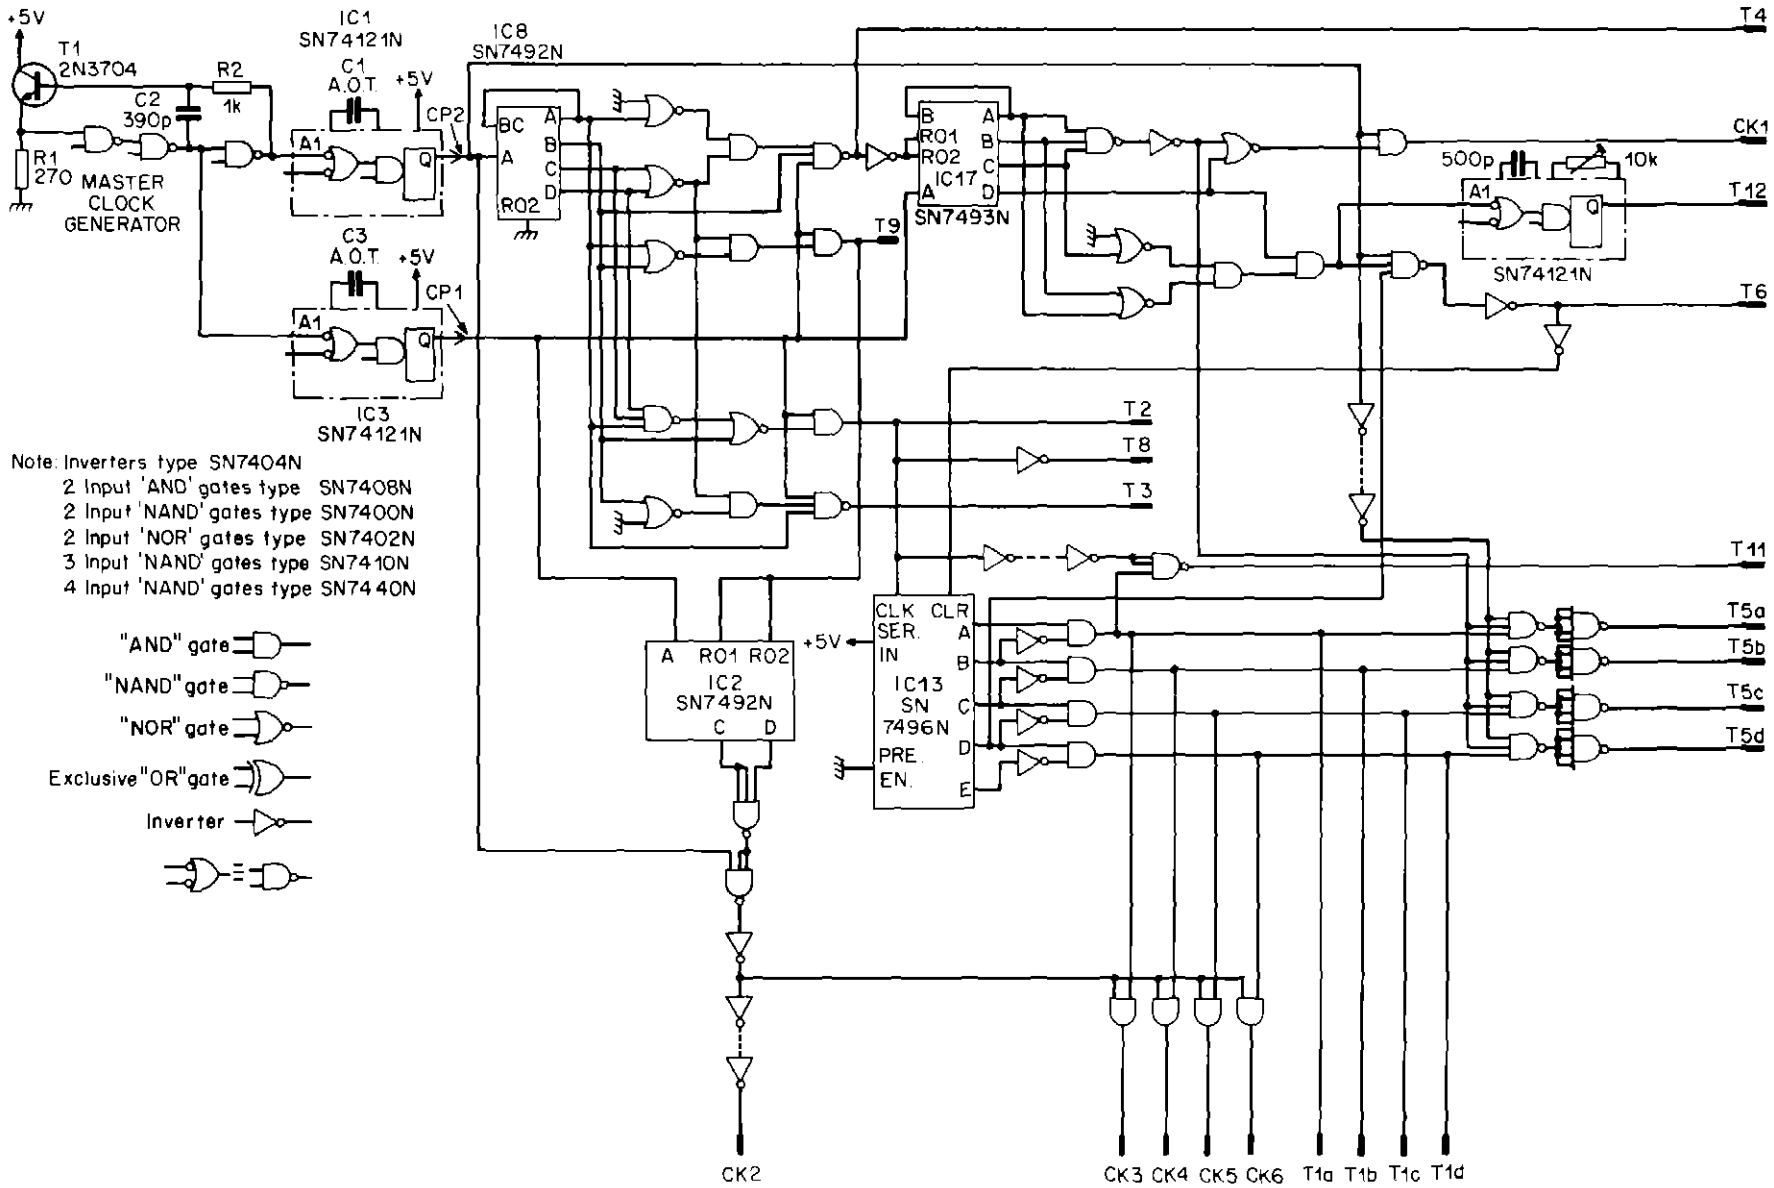 +5V
T1
2N3704
R2
1k
C2
390p
R1
270
MASTER
CLOCK
GENERATOR
IC1
SN74121N
C1
A.O.T.
+5V
A1
Q
CP2
C3
A.O.T.
+5V
A1
Q
CP1
IC3
SN74121N
IC8
SN7492N
BC
A
A
B
C
D
RO2
T9
B
A
RO1
B
RO2
C
IC17
A
D
SN7493N
T4
CK1
500p
10k
A1
Q
T12
SN74121N
T6
T2
T8
T3
T11
Note: Inverters type SN7404N
2 Input 'AND' gates type SN7408N
2 Input 'NAND' gates type SN7400N
2 Input 'NOR' gates type SN7402N
3 Input 'NAND' gates type SN7410N
4 Input 'NAND' gates type SN7440N
"AND" gate
"NAND" gate
"NOR" gate
Exclusive "OR" gate
Inverter
=
A RO1 RO2
IC2
SN7492N
C D
CLK CLR
SER.
IN
+5V
A
B
IC13
SN
7496N
C
D
PRE.
EN.
E
T5a
T5b
T5c
T5d
CK2
CK3 CK4 CK5 CK6 T1a T1b T1c T1d